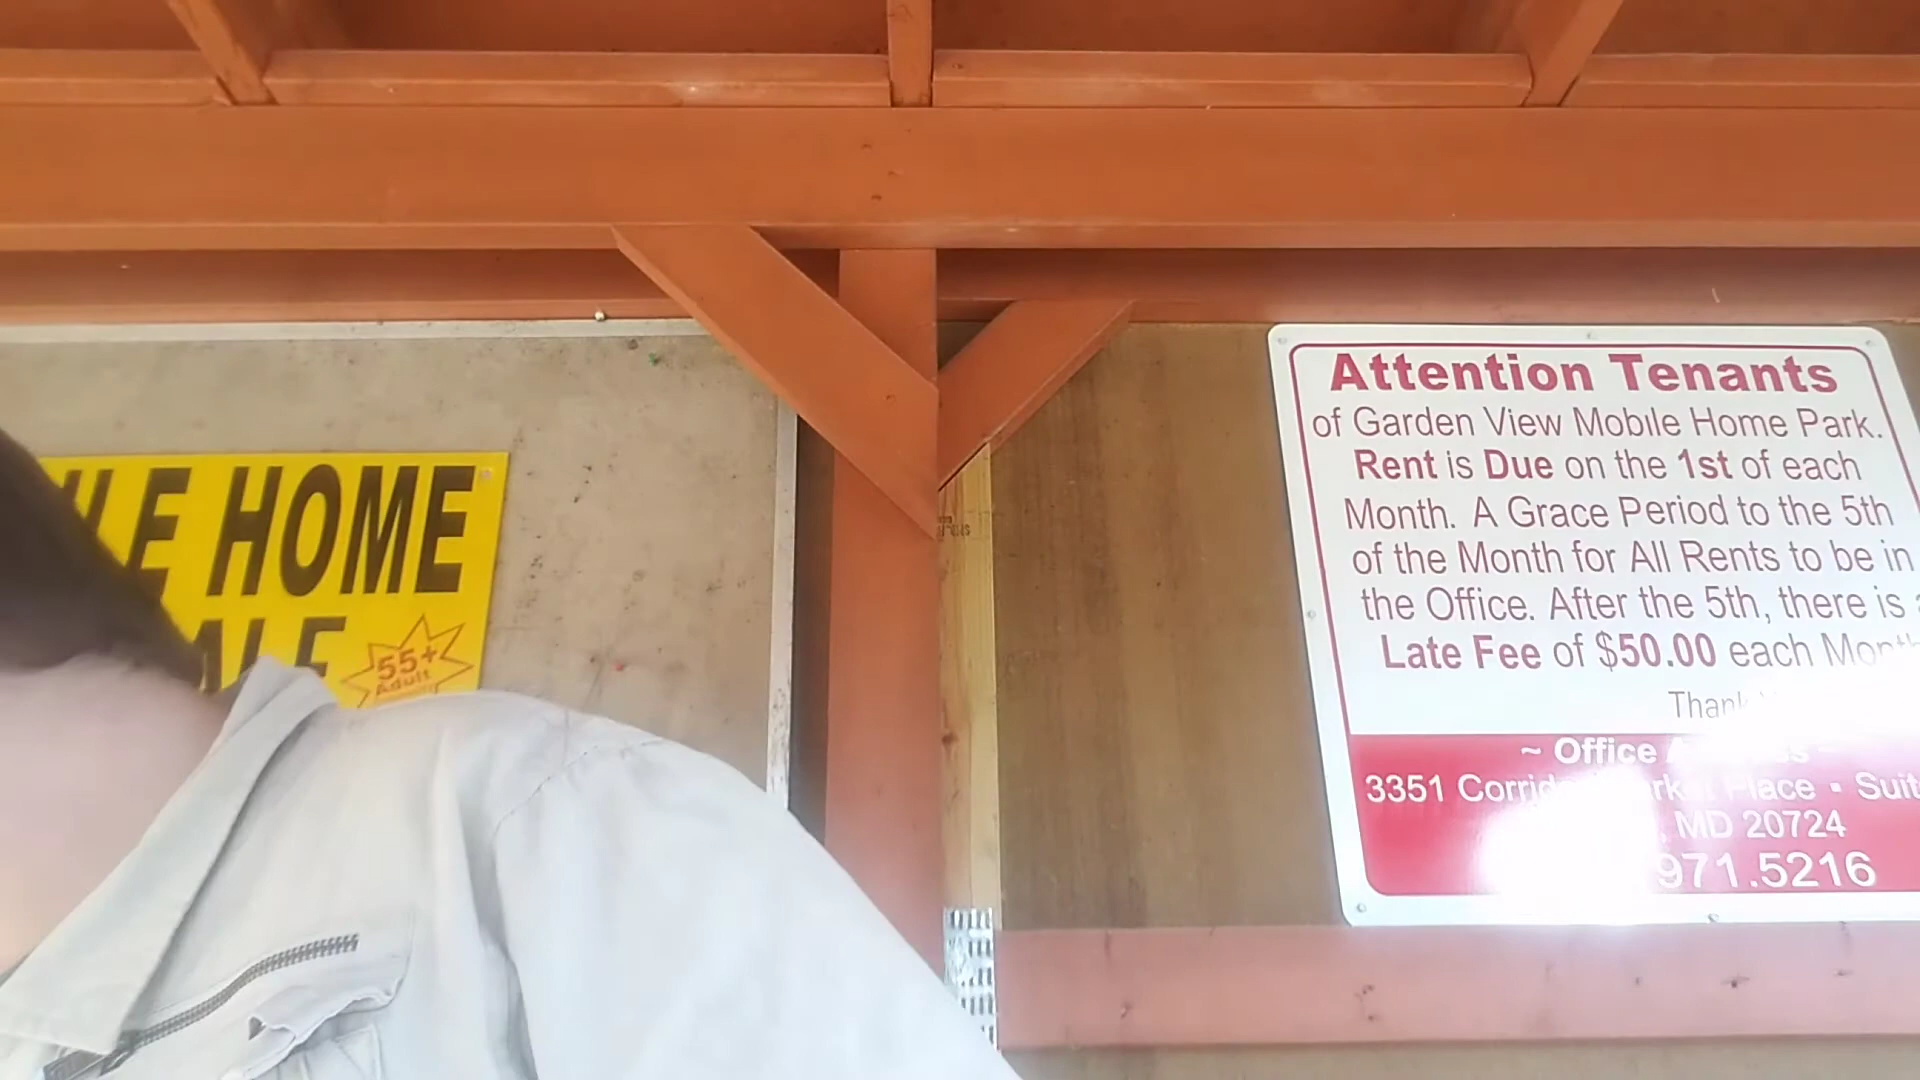 HOME
55+
Adult
Attention Tenants
of Garden View Mobile Home Park.
Rent is Due on the 1st of each
Month. A Grace Period to the 5th
of the Month for All Rents to be in
the Office. After the 5th, there is
Late Fee of $50.00 each
~ Office
3351 Place •
MD 20724
971.5216